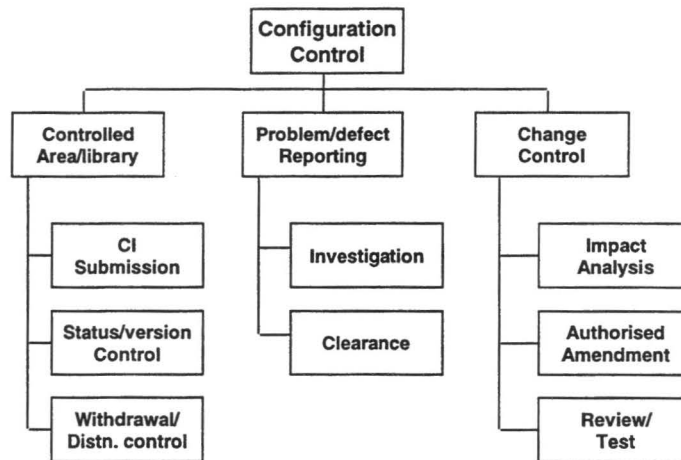 Configuration
Control
Controlled
Area/library
Problem/defect
Reporting
Change
Control
CI
Submission
Status/version
Control
Withdrawal/
Distn. control
Investigation
Clearance
Impact
Analysis
Authorised
Amendment
Review/
Test